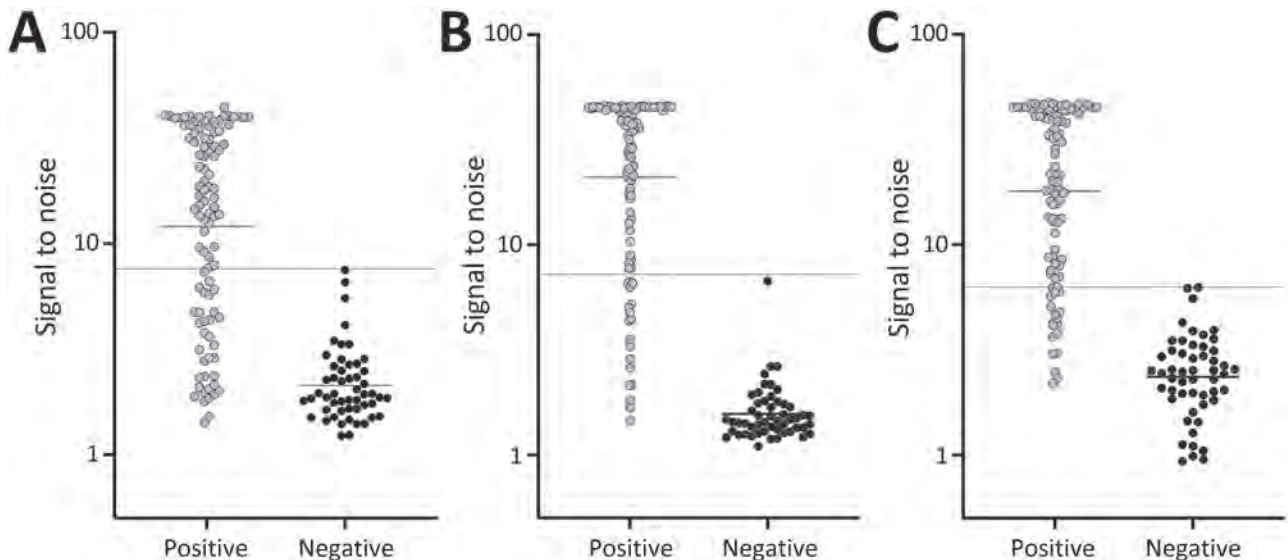 A
Signal to noise
100
10
1
Positive Negative
B
Signal to noise
100
10
1
Positive Negative
C
Signal to noise
100
10
1
Positive Negative